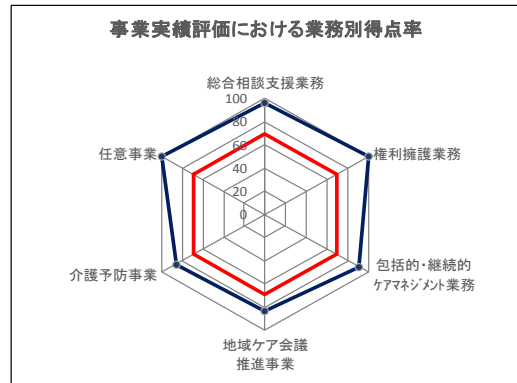 事業実績評価における業務別得点率
総合相談支援業務
100
80
60
40
20
0
権利擁護業務
包括的・継続的
ケアマネジメント業務
地域ケア会議
推進事業
介護予防事業
任意事業